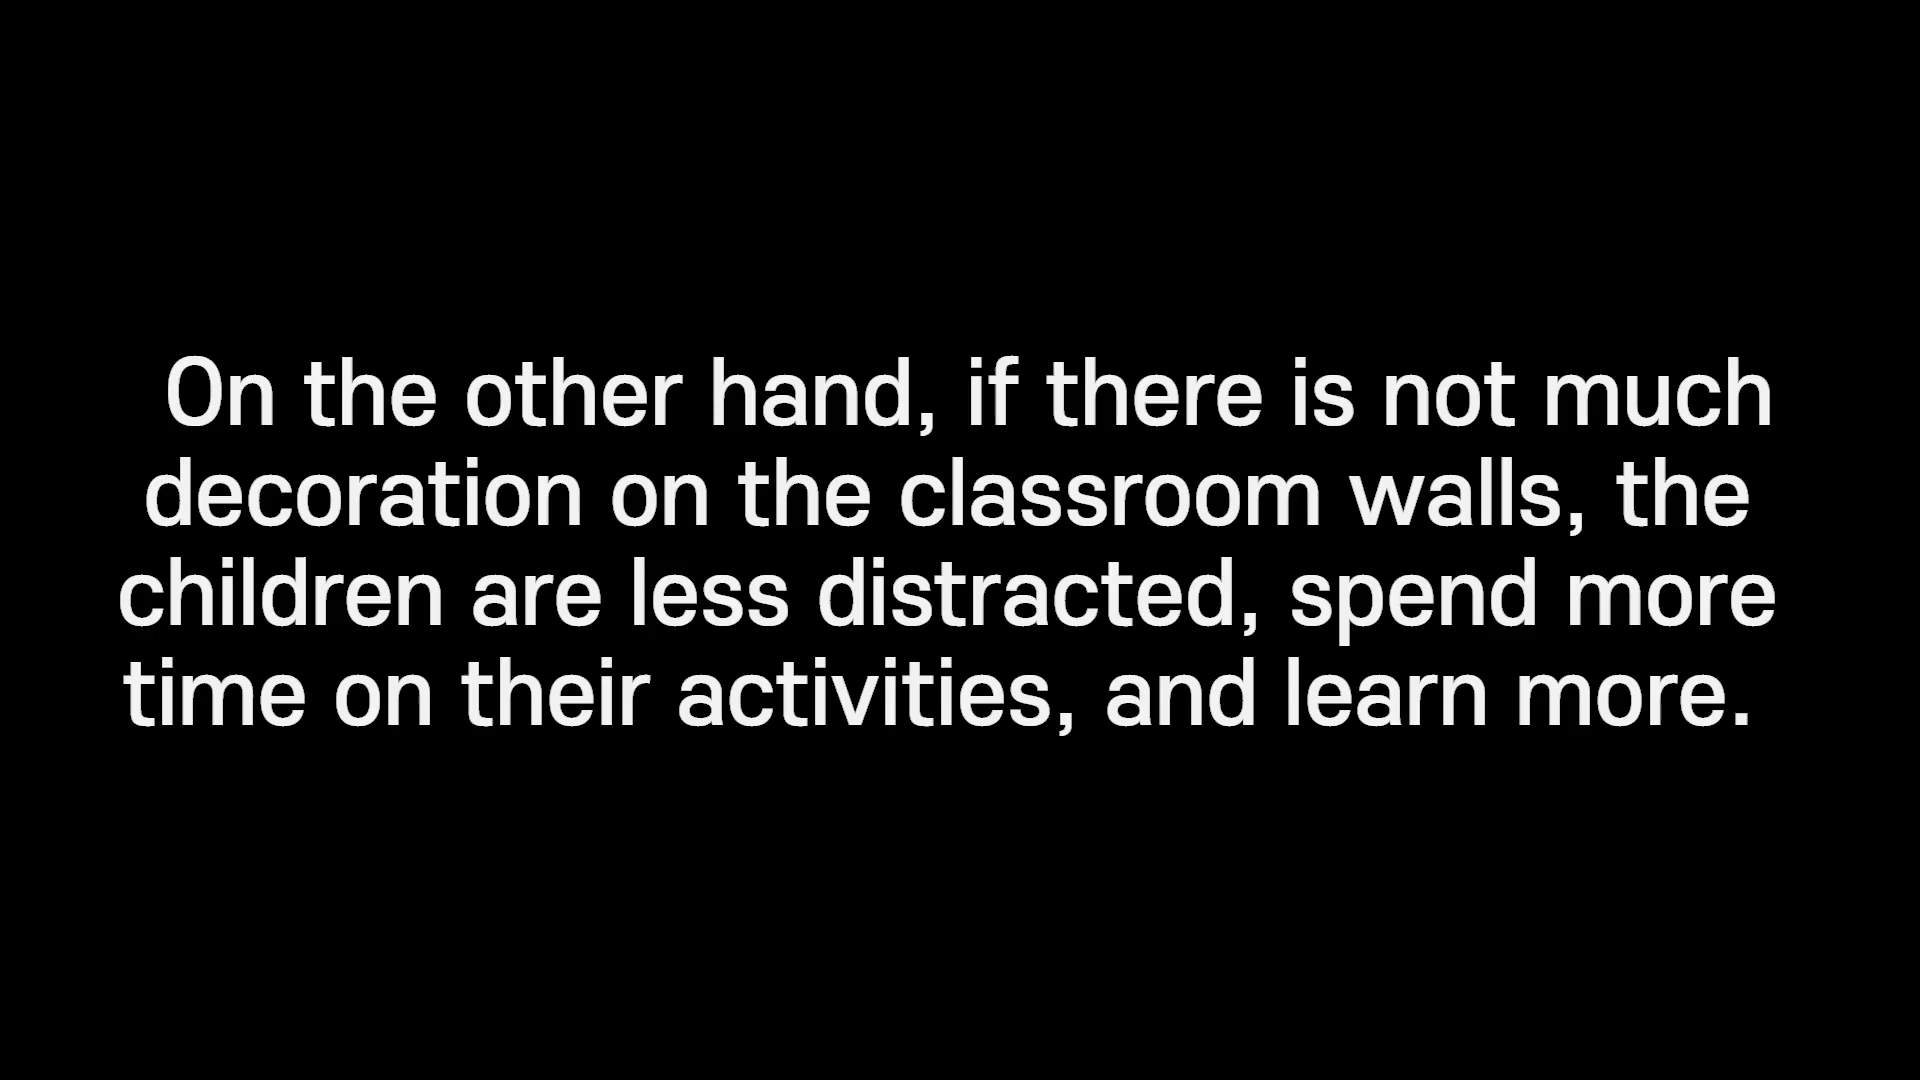 On the other hand, if there is not much
decoration on the classroom walls, the
children are less distracted, spend more
time on their activities, and learn more.